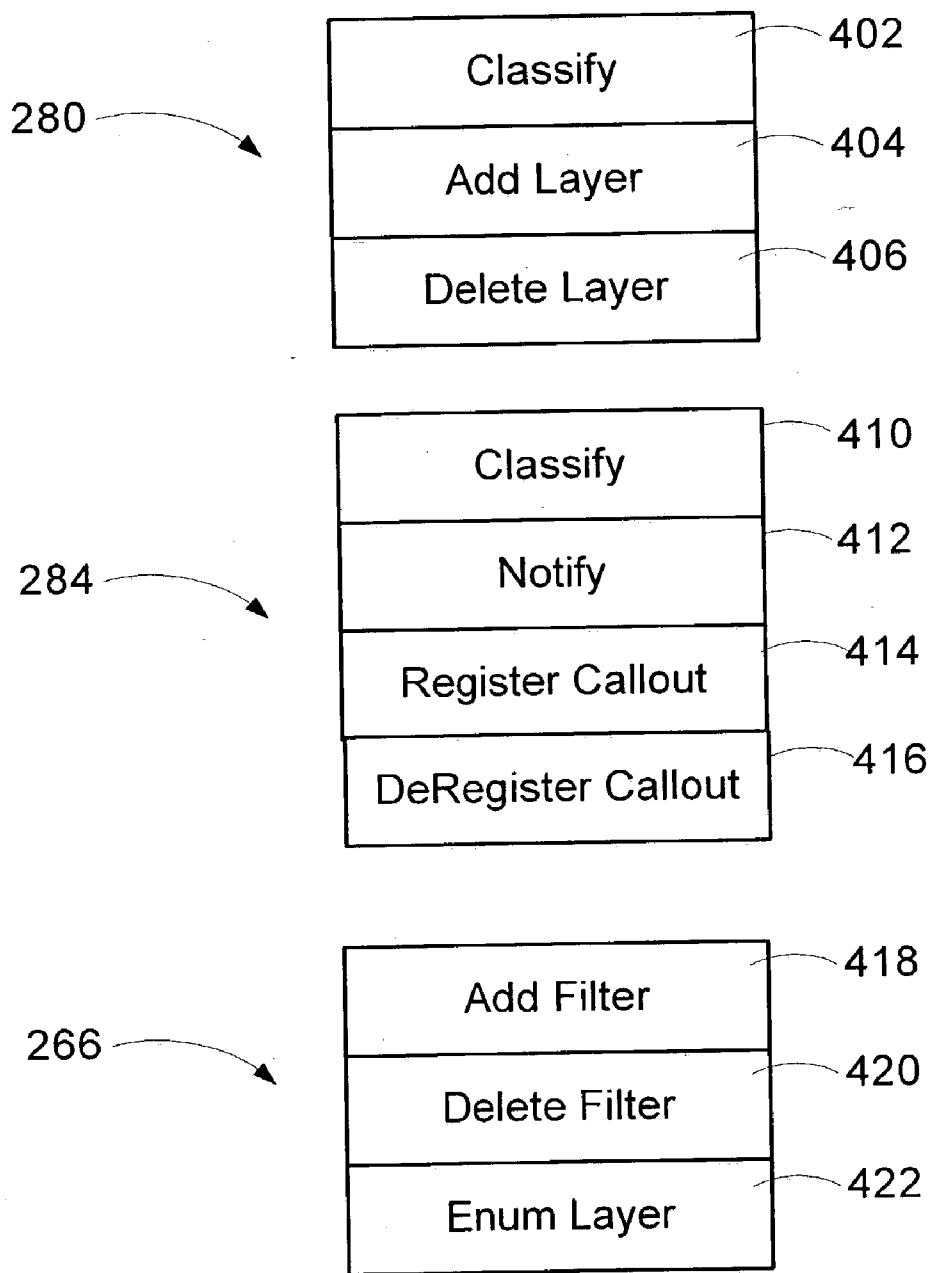 402
Classify
280
404
Add Layer
406
Delete Layer
410
Classify
412
Notify
284
414
Register Callout
416
DeRegister Callout
418
Add Filter
266
420
Delete Filter
422
Enum Layer